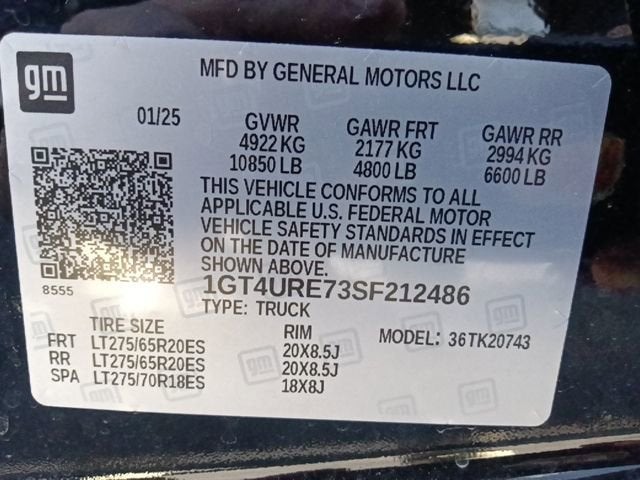 gm
MFD BY GENERAL MOTORS LLC
01/25 GVWR GAWR FRT GAWR RR
4922 KG 2177 KG 2994 KG
10850 LB 4800 LB 6600 LB
THIS VEHICLE CONFORMS TO ALL
APPLICABLE U.S. FEDERAL MOTOR
VEHICLE SAFETY STANDARDS IN EFFECT
ON THE DATE OF MANUFACTURE
SHOWN ABOVE.
8555
1GT4URE73SF212486
TYPE: TRUCK
TIRE SIZE RIM MODEL: 36TK20743
FRT LT275/65R20ES 20X8.5J
RR LT275/65R20ES 20X8.5J
SPA LT275/70R18ES 18X8J